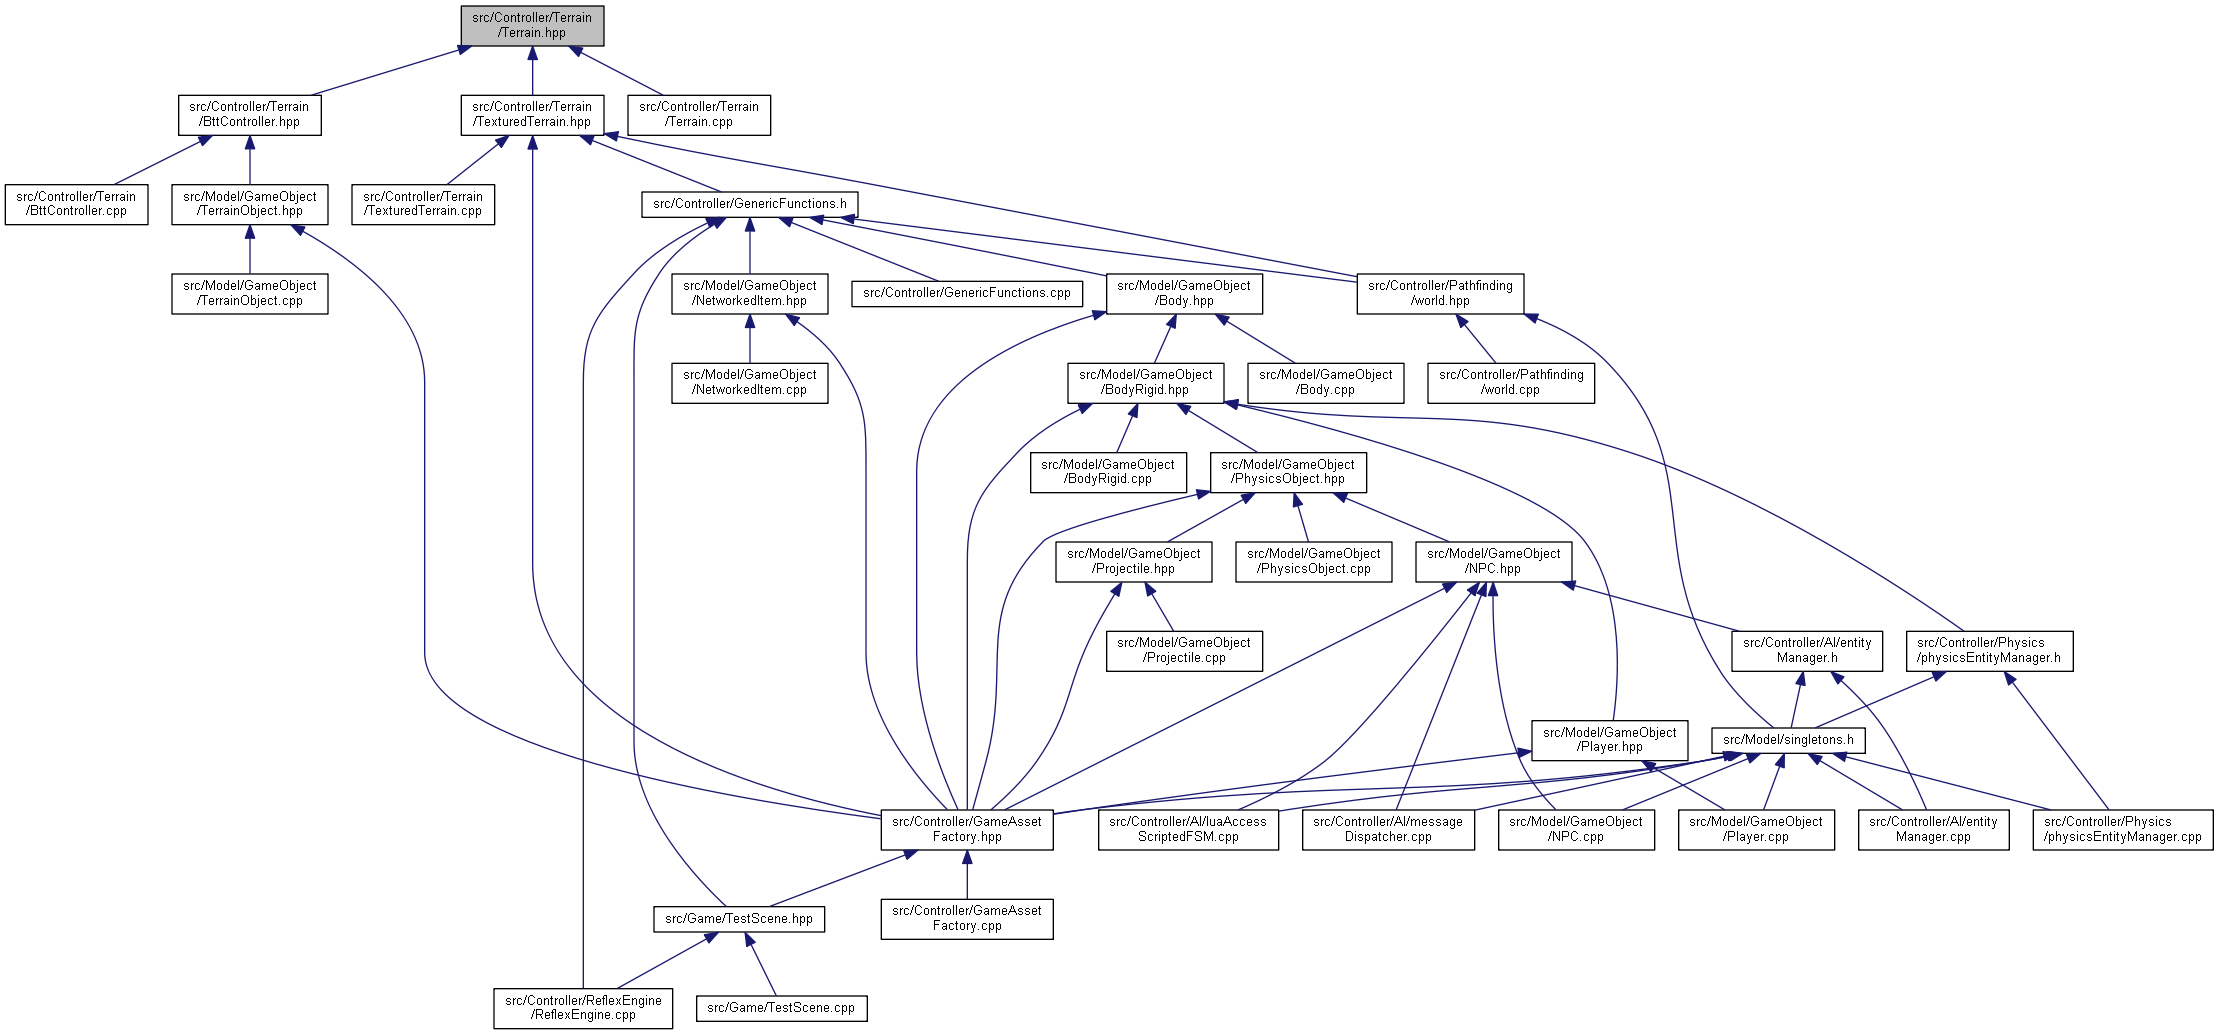 src/Controller/Terrain
/Terrain.hpp
src/Controller/Terrain
/BttController.hpp
src/Controller/Terrain
/TexturedTerrain.hpp
src/Controller/Terrain
/Terrain.cpp
src/Controller/Terrain
/BttController.cpp
src/Model/GameObject
/TerrainObject.hpp
src/Controller/Terrain
/TexturedTerrain.cpp
src/Controller/GenericFunctions.h
src/Model/GameObject
/TerrainObject.cpp
src/Model/GameObject
/NetworkedItem.hpp
src/Controller/GenericFunctions.cpp
src/Model/GameObject
/Body.hpp
src/Controller/Pathfinding
/world.hpp
src/Model/GameObject
/NetworkedItem.cpp
src/Model/GameObject
/BodyRigid.hpp
src/Model/GameObject
/Body.cpp
src/Controller/Pathfinding
/world.cpp
src/Model/GameObject
/BodyRigid.cpp
src/Model/GameObject
/PhysicsObject.hpp
src/Model/GameObject
/Projectile.hpp
src/Model/GameObject
/PhysicsObject.cpp
src/Model/GameObject
/NPC.hpp
src/Model/GameObject
/Projectile.cpp
src/Controller/AI/entity
Manager.h
src/Controller/Physics
/physicsEntityManager.h
src/Model/GameObject
/Player.hpp
src/Model/singletons.h
src/Controller/GameAsset
Factory.hpp
src/Controller/AI/luaAccess
ScriptedFSM.cpp
src/Controller/AI/message
Dispatcher.cpp
src/Model/GameObject
/NPC.cpp
src/Model/GameObject
/Player.cpp
src/Controller/AI/entity
Manager.cpp
src/Controller/Physics
/physicsEntityManager.cpp
src/Game/TestScene.hpp
src/Controller/GameAsset
Factory.cpp
src/Controller/ReflexEngine
/ReflexEngine.cpp
src/Game/TestScene.cpp